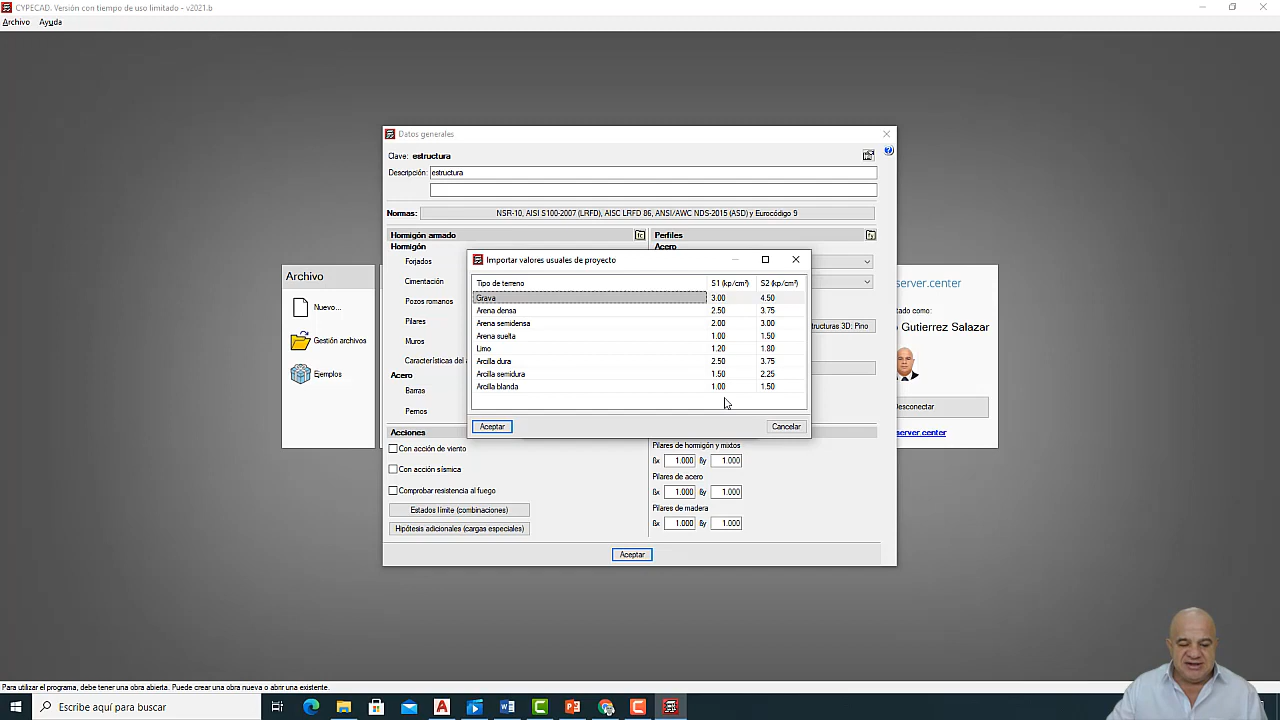 CYPECAD. Versión con tiempo de uso limitado - v2021.b
Archivo Ayuda
Datos generales
Clave: estructura
Descripción: estructura
Normas: NSR-10, AISI S100-2007 (LRFD), AISC LRFD 86, ANSI/AWC NDS-2015 (ASD) y Eurocódigo 9
Hormigón armado
Perfiles
Hormigón
Acero
Forjados
Cimentación
Pozos romanos
Pilares
Muros
Características del
Acero
Barras
Pernos
Importar valores usuales de proyecto
Tipo de terreno S1 (kp/cm²) S2 (kp/cm²)
Grava 3.00 4.50
Arena densa 2.50 3.75
Arena semidensa 2.00 3.00
Arena suelta 1.00 1.50
Limo 1.20 1.80
Arcilla dura 2.50 3.75
Arcilla semidura 1.50 2.25
Arcilla blanda 1.00 1.50
Aceptar Cancelar
Archivo
Nuevo...
Gestión archivos
Ejemplos
server.center
Gutierrez Salazar
3D: Pino
server.center
Acciones
Con acción de viento
Con acción sísmica
Comprobar resistencia al fuego
Estados límite (combinaciones)
Hipótesis adicionales (cargas especiales)
Pilares de hormigón y mixtos
ßx 1.000 ßy 1.000
Pilares de acero
ßx 1.000 ßy 1.000
Pilares de madera
ßx 1.000 ßy 1.000
Aceptar
Para utilizar el programa, debe tener una obra abierta. Puede crear una obra nueva o abrir una existente.
Escribe aquí para buscar